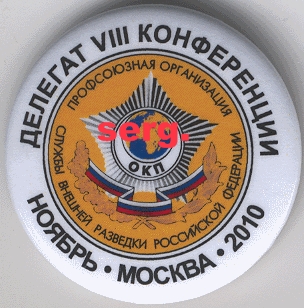 ДЕЛЕГАТ VIII КОНФЕРЕНЦИИ
ПРОФСОЮЗНАЯ ОРГАНИЗАЦИЯ
serg.
ОКП
СЛУЖБЫ ВНЕШНЕЙ РАЗВЕДКИ РОССИЙСКОЙ ФЕДЕРАЦИИ
НОЯБРЬ • МОСКВА • 2010